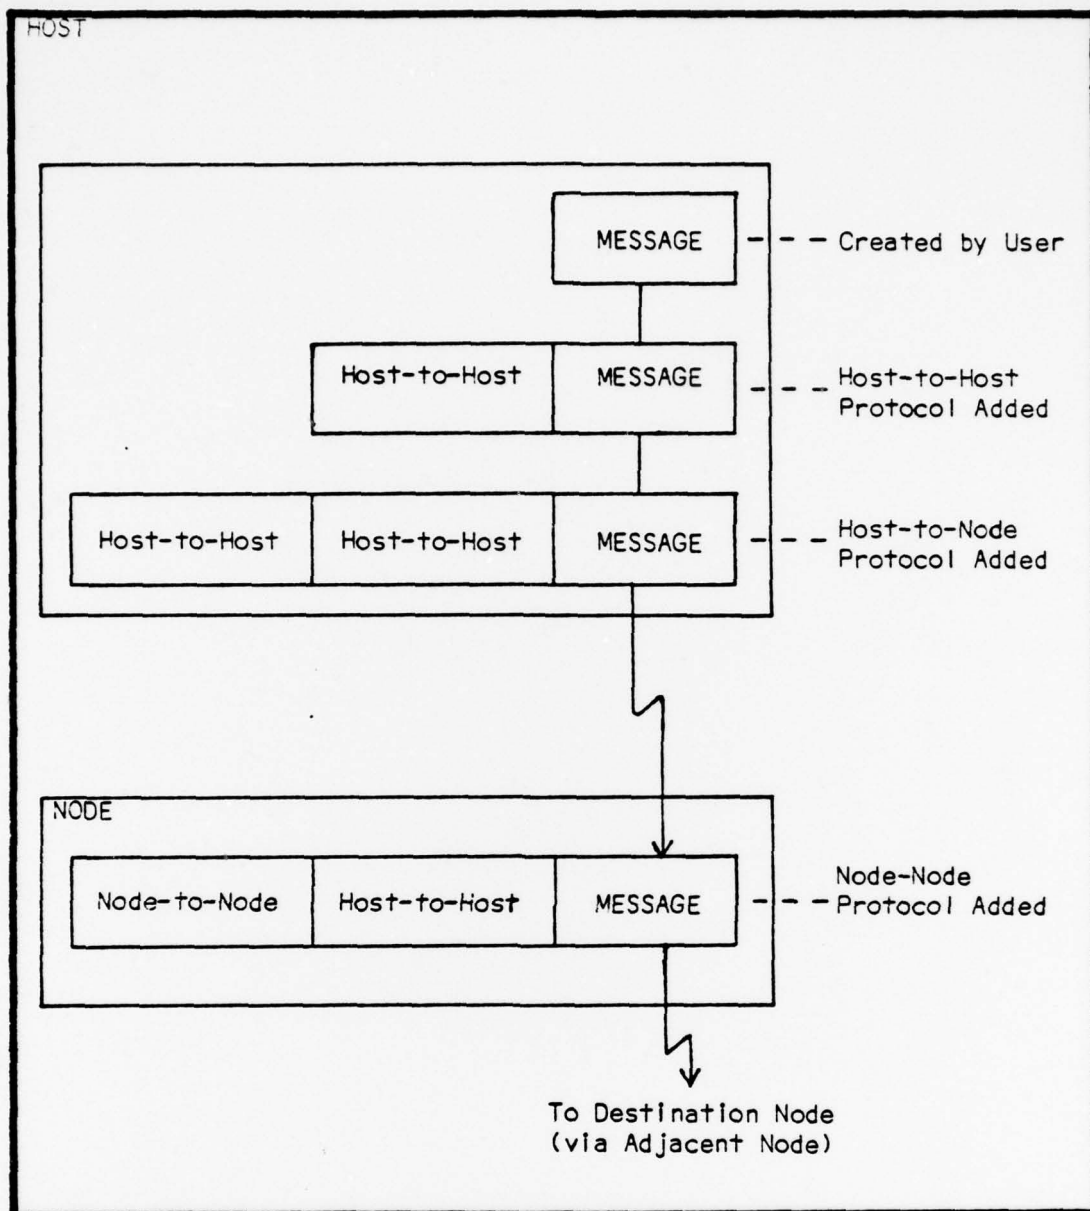 HOST
MESSAGE --- Created by User
Host-to-Host MESSAGE --- Host-to-Host
Protocol Added
Host-to-Host Host-to-Host MESSAGE --- Host-to-Node
Protocol Added
NODE
Node-to-Node Host-to-Host MESSAGE --- Node-Node
Protocol Added
To Destination Node
(via Adjacent Node)